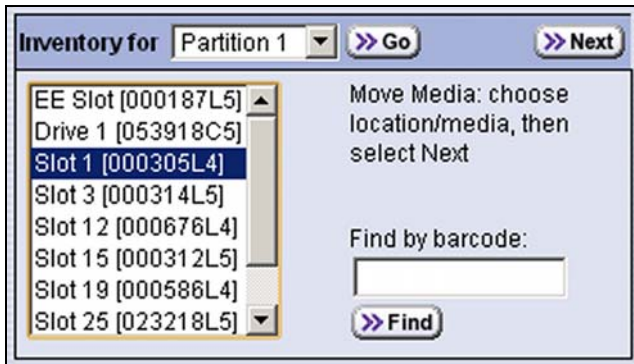 Inventory for Partition 1 >> Go >> Next
EE Slot [000187L5]
Drive 1 [053918C5]
Slot 1 [000305L4]
Slot 3 [000314L5]
Slot 12 [000676L4]
Slot 15 [000312L5]
Slot 19 [000586L4]
Slot 25 [023218L5]
Move Media: choose
location/media, then
select Next
Find by barcode:
>> Find